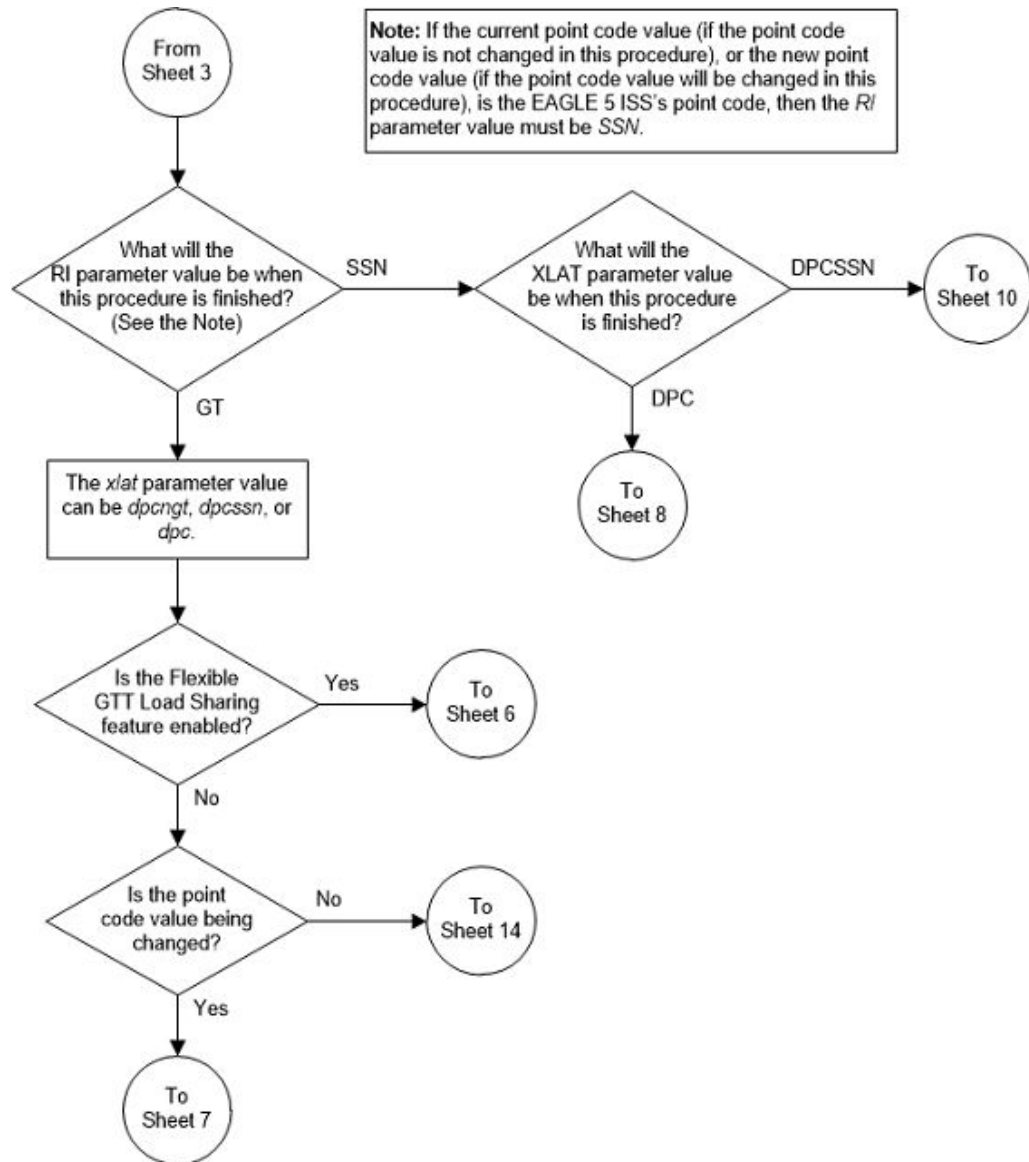 From
Sheet 3
Note: If the current point code value (if the point code
value is not changed in this procedure), or the new point
code value (if the point code value will be changed in this
procedure), is the EAGLE 5 ISS's point code, then the RI
parameter value must be SSN.
What will the
RI parameter value be when
this procedure is finished?
(See the Note)
SSN
What will the
XLAT parameter value
be when this procedure
is finished?
DPCSSN
To
Sheet 10
GT
DPC
The xlat parameter value
can be dpcngt, dpcssn, or
dpc.
To
Sheet 8
Is the Flexible
GTT Load Sharing
feature enabled?
Yes
To
Sheet 6
No
Is the point
code value being
changed?
No
To
Sheet 14
Yes
To
Sheet 7